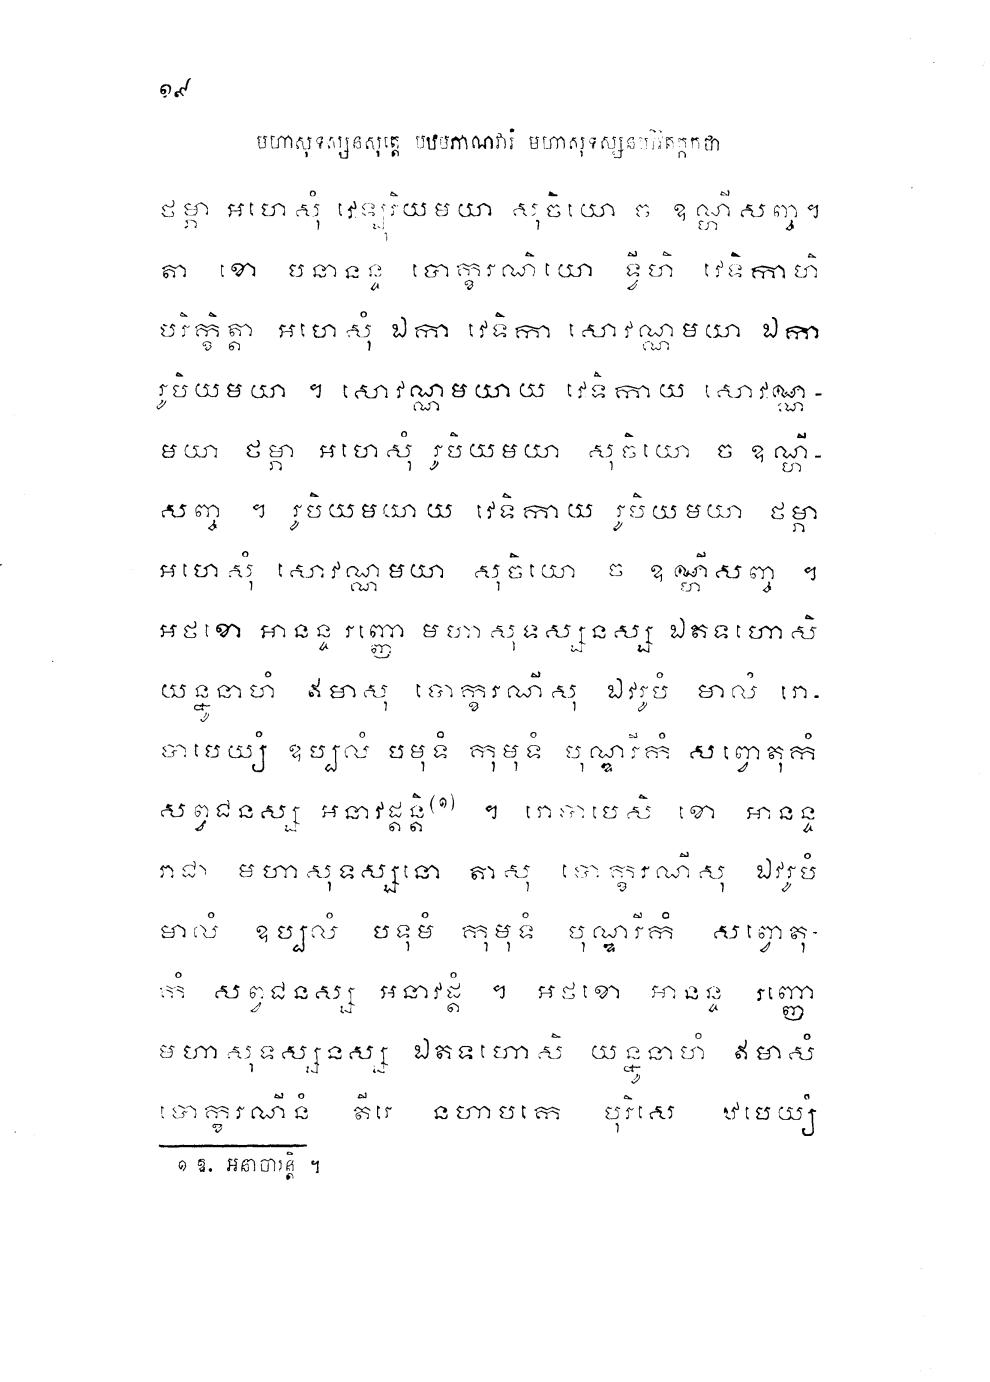 ១៩
មហាសុទស្សនសុត្តេ បឋមភាណវារំ មហាសុទស្សន
ថម្ភា អហេសុំ វេឡុរិយមយា សុចិយោ ច ឧណ្ហីសញ្ច ។
តា ខោ បនានន្ទ បោក្ខរណិយោ ទ្វីហិ វេទិកាហិ
បរិក្ខិត្តា អហេសុំ ឯកា វេទិកា សោវណ្ណមយា ឯកា
រូបិយមយា ។ សោវណ្ណមយាយ វេទិកាយ សោវណ្ណ-
មយា ថម្ភា អហេសុំ រូបិយមយា សុចិយោ ច ឧណ្ហី-
សញ្ច ។ រូបិយមយាយ វេទិកាយ រូបិយមយា ថម្ភា
អហេសុំ សោវណ្ណមយា សុចិយោ ច ឧណ្ហីសញ្ច ។
អថខោ អានន្ទ រញ្ញោ មហាសុទស្សនស្ស ឯតទហោសិ
យន្នូនាហំ ឥមាសុ បោក្ខរណីសុ ឯវរូបំ មាលំ រោ-
បាបេយ្យំ ឧប្បលំ បទុមំ កុមុទំ បុណ្ឌរីកំ សព្វោតុកំ
សព្វជនស្ស អនាវដន្តិ(១) ។ រោបាបេសិ ខោ អានន្ទ
រាជា មហាសុទស្សនោ តាសុ បោក្ខរណីសុ ឯវរូបំ
មាលំ ឧប្បលំ បទុមំ កុមុទំ បុណ្ឌរីកំ សព្វោតុ-
កំ សព្វជនស្ស អនាវដំ ។ អថខោ អានន្ទ រញ្ញោ
មហាសុទស្សនស្ស ឯតទហោសិ យន្នូនាហំ ឥមាសំ
បោក្ខរណីនំ តីរេ នហាបកេ បុរិសេ ឋបេយ្យំ
១ ឱ. អនាចារន្តិ ។